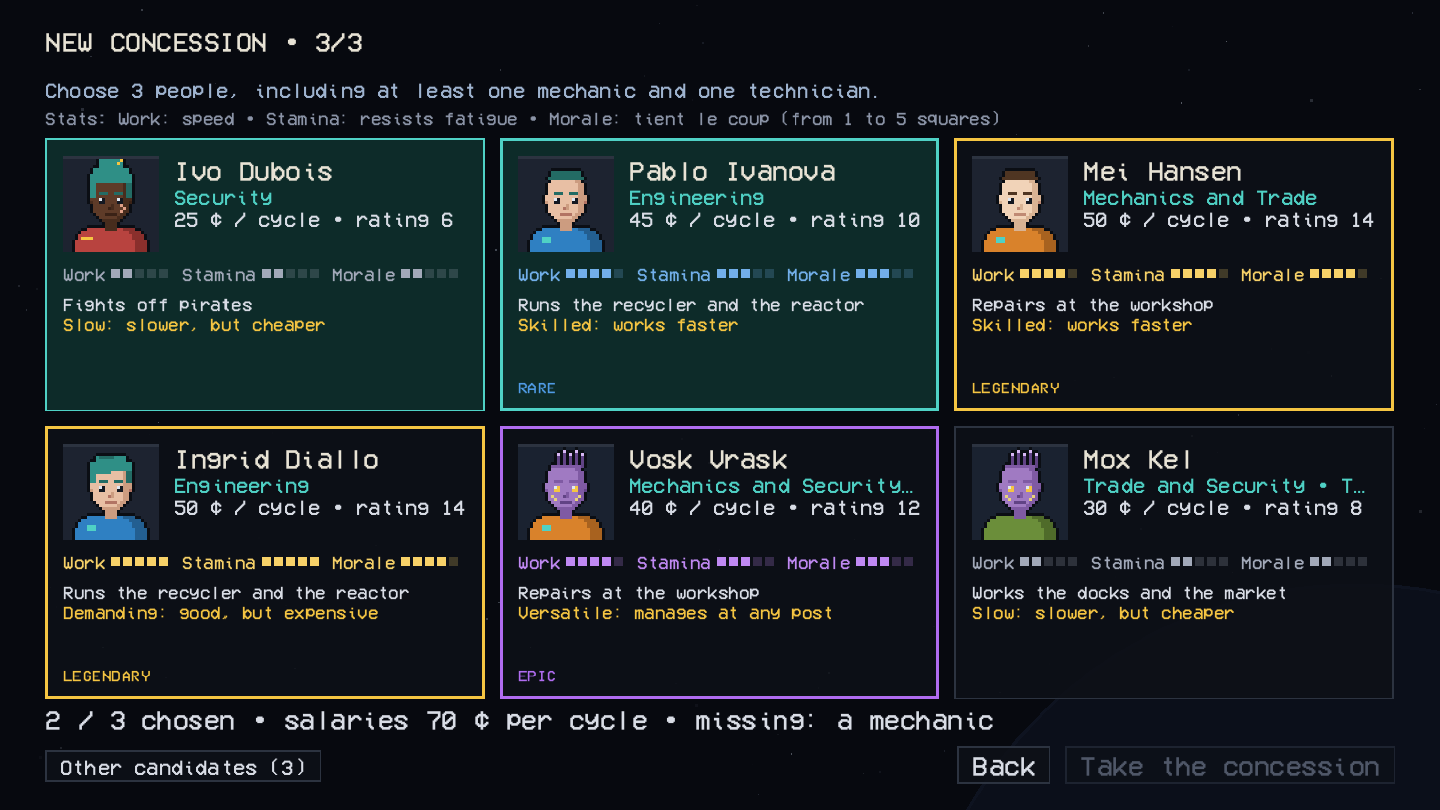 NEW CONCESSION • 3/3
Choose 3 people, including at least one mechanic and one technician.
Stats: Work: speed • Stamina: resists fatigue • Morale: tient le coup (from 1 to 5 squares)
Ivo Dubois
Security
25 ¢ / cycle • rating 6
Work Stamina Morale
Fights off pirates
Slow: slower, but cheaper
Pablo Ivanova
Engineering
45 ¢ / cycle • rating 10
Work Stamina Morale
Runs the recycler and the reactor
Skilled: works faster
RARE
Mei Hansen
Mechanics and Trade
50 ¢ / cycle • rating 14
Work Stamina Morale
Repairs at the workshop
Skilled: works faster
LEGENDARY
Ingrid Diallo
Engineering
50 ¢ / cycle • rating 14
Work Stamina Morale
Runs the recycler and the reactor
Demanding: good, but expensive
LEGENDARY
Vosk Vrask
Mechanics and Security…
40 ¢ / cycle • rating 12
Work Stamina Morale
Repairs at the workshop
Versatile: manages at any post
EPIC
Mox Kel
Trade and Security • T…
30 ¢ / cycle • rating 8
Work Stamina Morale
Works the docks and the market
Slow: slower, but cheaper
2 / 3 chosen • salaries 70 ¢ per cycle • missing: a mechanic
Other candidates (3)
Back
Take the concession